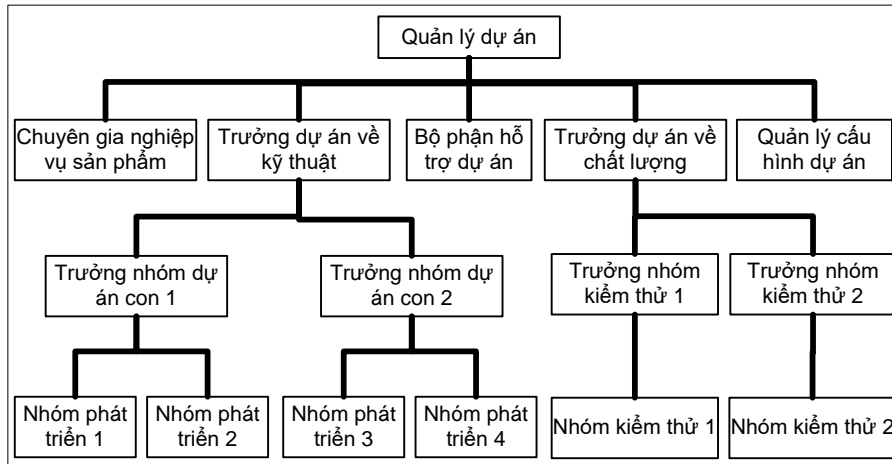 Quản lý dự án
Chuyên gia nghiệp
vụ sản phẩm
Trưởng dự án về
kỹ thuật
Bộ phận hỗ
trợ dự án
Trưởng dự án về
chất lượng
Quản lý cấu
hình dự án
Trưởng nhóm dự
án con 1
Trưởng nhóm dự
án con 2
Trưởng nhóm
kiểm thử 1
Trưởng nhóm
kiểm thử 2
Nhóm phát
triển 1
Nhóm phát
triển 2
Nhóm phát
triển 3
Nhóm phát
triển 4
Nhóm kiểm thử 1
Nhóm kiểm thử 2